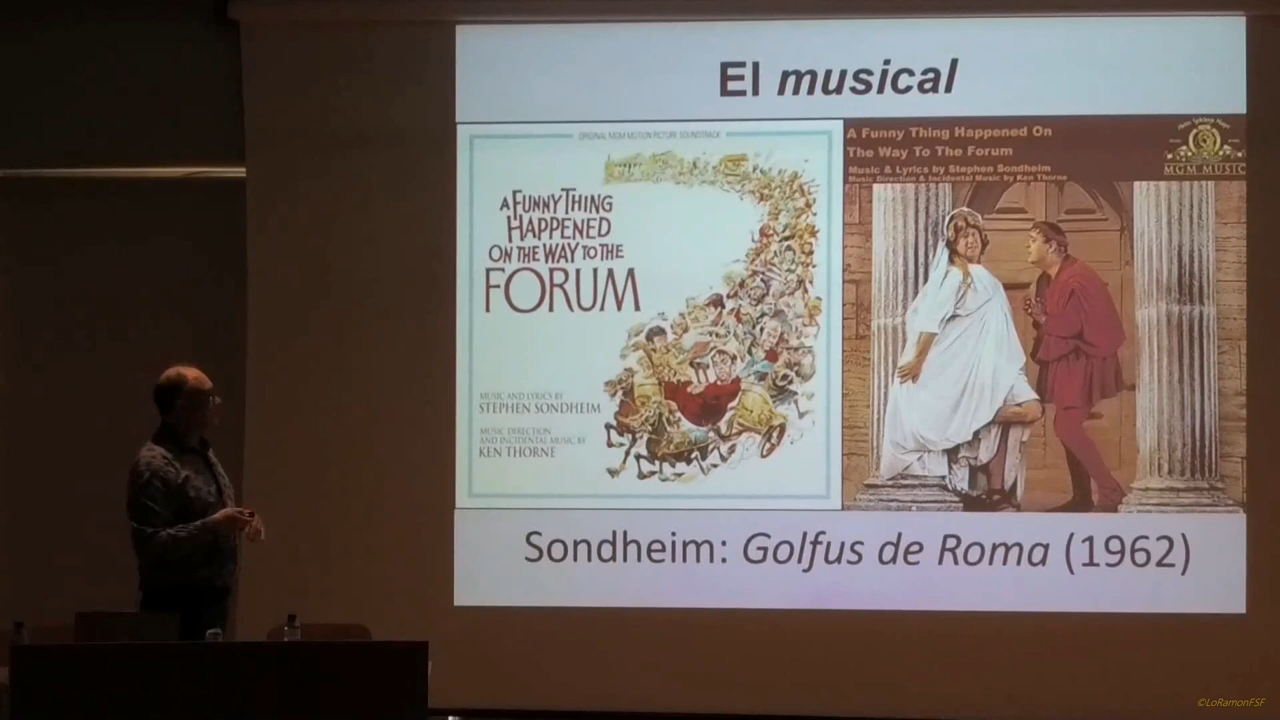 El musical
ORIGINAL MGM MOTION PICTURE SOUNDTRACK
A FUNNY THING
HAPPENED
ON THE WAY TO THE
FORUM
MUSIC AND LYRICS BY
STEPHEN SONDHEIM
MUSIC DIRECTION
AND INCIDENTAL MUSIC BY
KEN THORNE
A Funny Thing Happened On
The Way To The Forum
Music & Lyrics by Stephen Sondheim
Music Direction & Incidental Music by Ken Thorne
MGM MUSIC
Sondheim: Golfus de Roma (1962)
©LoRamonFSF